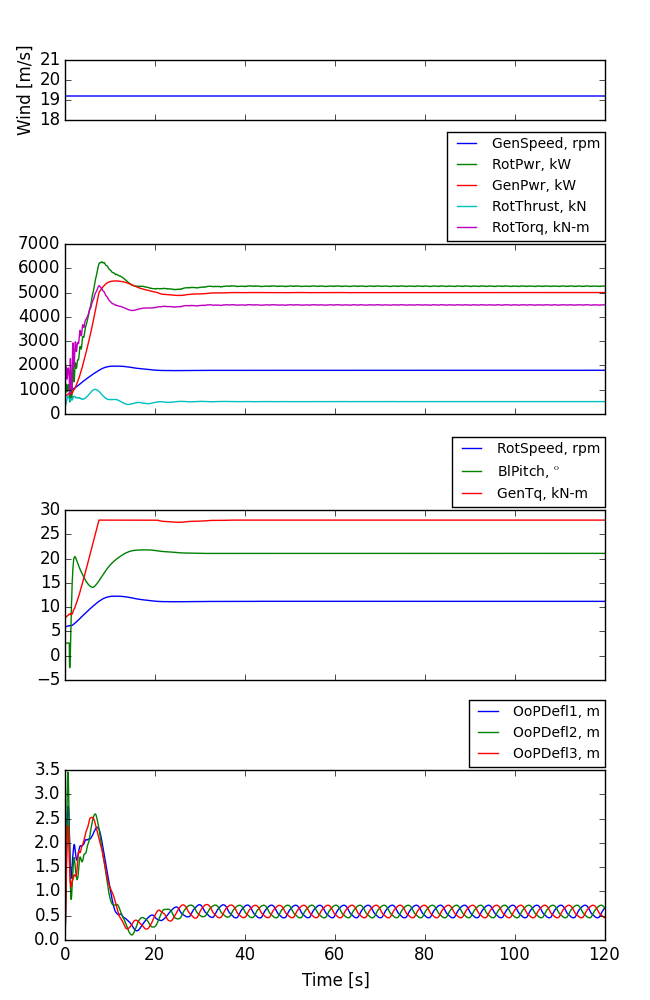 Wind [m/s]
21
20
19
18
GenSpeed, rpm
RotPwr, kW
GenPwr, kW
RotThrust, kN
RotTorq, kN-m
7000
6000
5000
4000
3000
2000
1000
0
RotSpeed, rpm
BlPitch, °
GenTq, kN-m
30
25
20
15
10
5
0
−5
OoPDefl1, m
OoPDefl2, m
OoPDefl3, m
3.5
3.0
2.5
2.0
1.5
1.0
0.5
0.0
0 20 40 60 80 100 120
Time [s]